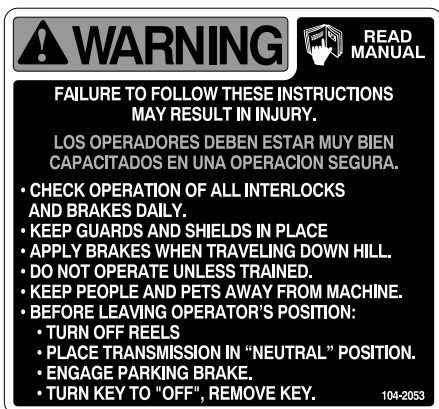 WARNING
READ
MANUAL
FAILURE TO FOLLOW THESE INSTRUCTIONS
MAY RESULT IN INJURY.
LOS OPERADORES DEBEN ESTAR MUY BIEN
CAPACITADOS EN UNA OPERACION SEGURA.
• CHECK OPERATION OF ALL INTERLOCKS
AND BRAKES DAILY.
• KEEP GUARDS AND SHIELDS IN PLACE
• APPLY BRAKES WHEN TRAVELING DOWN HILL.
• DO NOT OPERATE UNLESS TRAINED.
• KEEP PEOPLE AND PETS AWAY FROM MACHINE.
• BEFORE LEAVING OPERATOR’S POSITION:
• TURN OFF REELS
• PLACE TRANSMISSION IN “NEUTRAL” POSITION.
• ENGAGE PARKING BRAKE.
• TURN KEY TO "OFF", REMOVE KEY.
104-2053